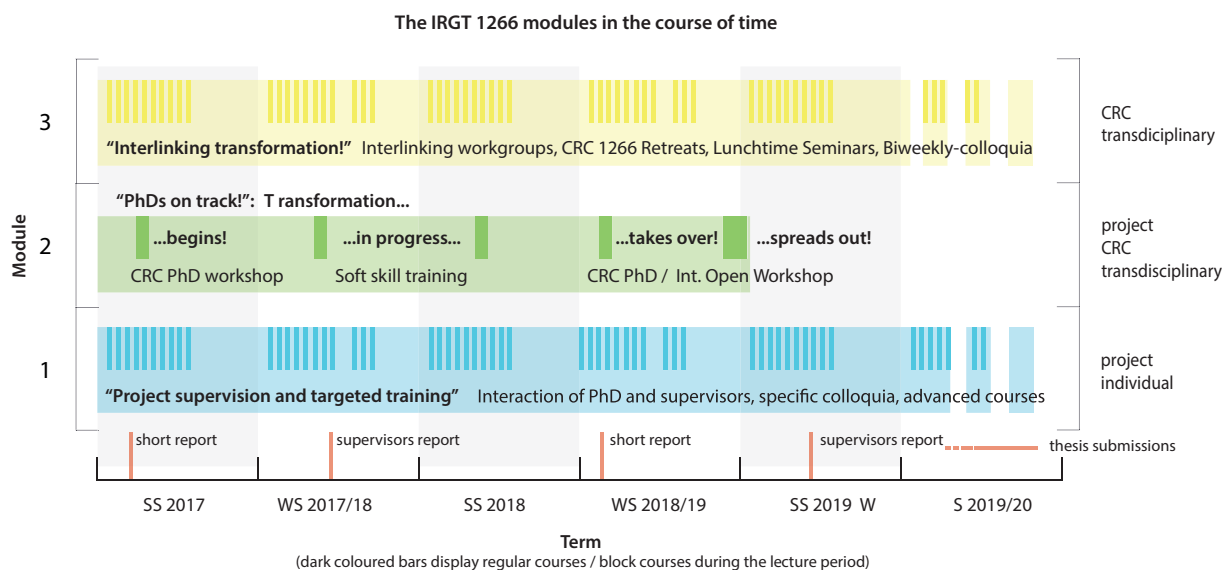 The IRGT 1266 modules in the course of time
Module
3
"Interlinking transformation!" Interlinking workgroups, CRC 1266 Retreats, Lunchtime Seminars, Biweekly-colloquia
CRC
transdiciplinary
2
"PhDs on track!": T ransformation...
...begins! ...in progress... ...takes over! ...spreads out!
CRC PhD workshop Soft skill training CRC PhD / Int. Open Workshop
project
CRC
transdisciplinary
1
"Project supervision and targeted training" Interaction of PhD and supervisors, specific colloquia, advanced courses
project
individual
short report supervisors report short report supervisors report thesis submissions
SS 2017 WS 2017/18 SS 2018 WS 2018/19 SS 2019 W S 2019/20
Term
(dark coloured bars display regular courses / block courses during the lecture period)